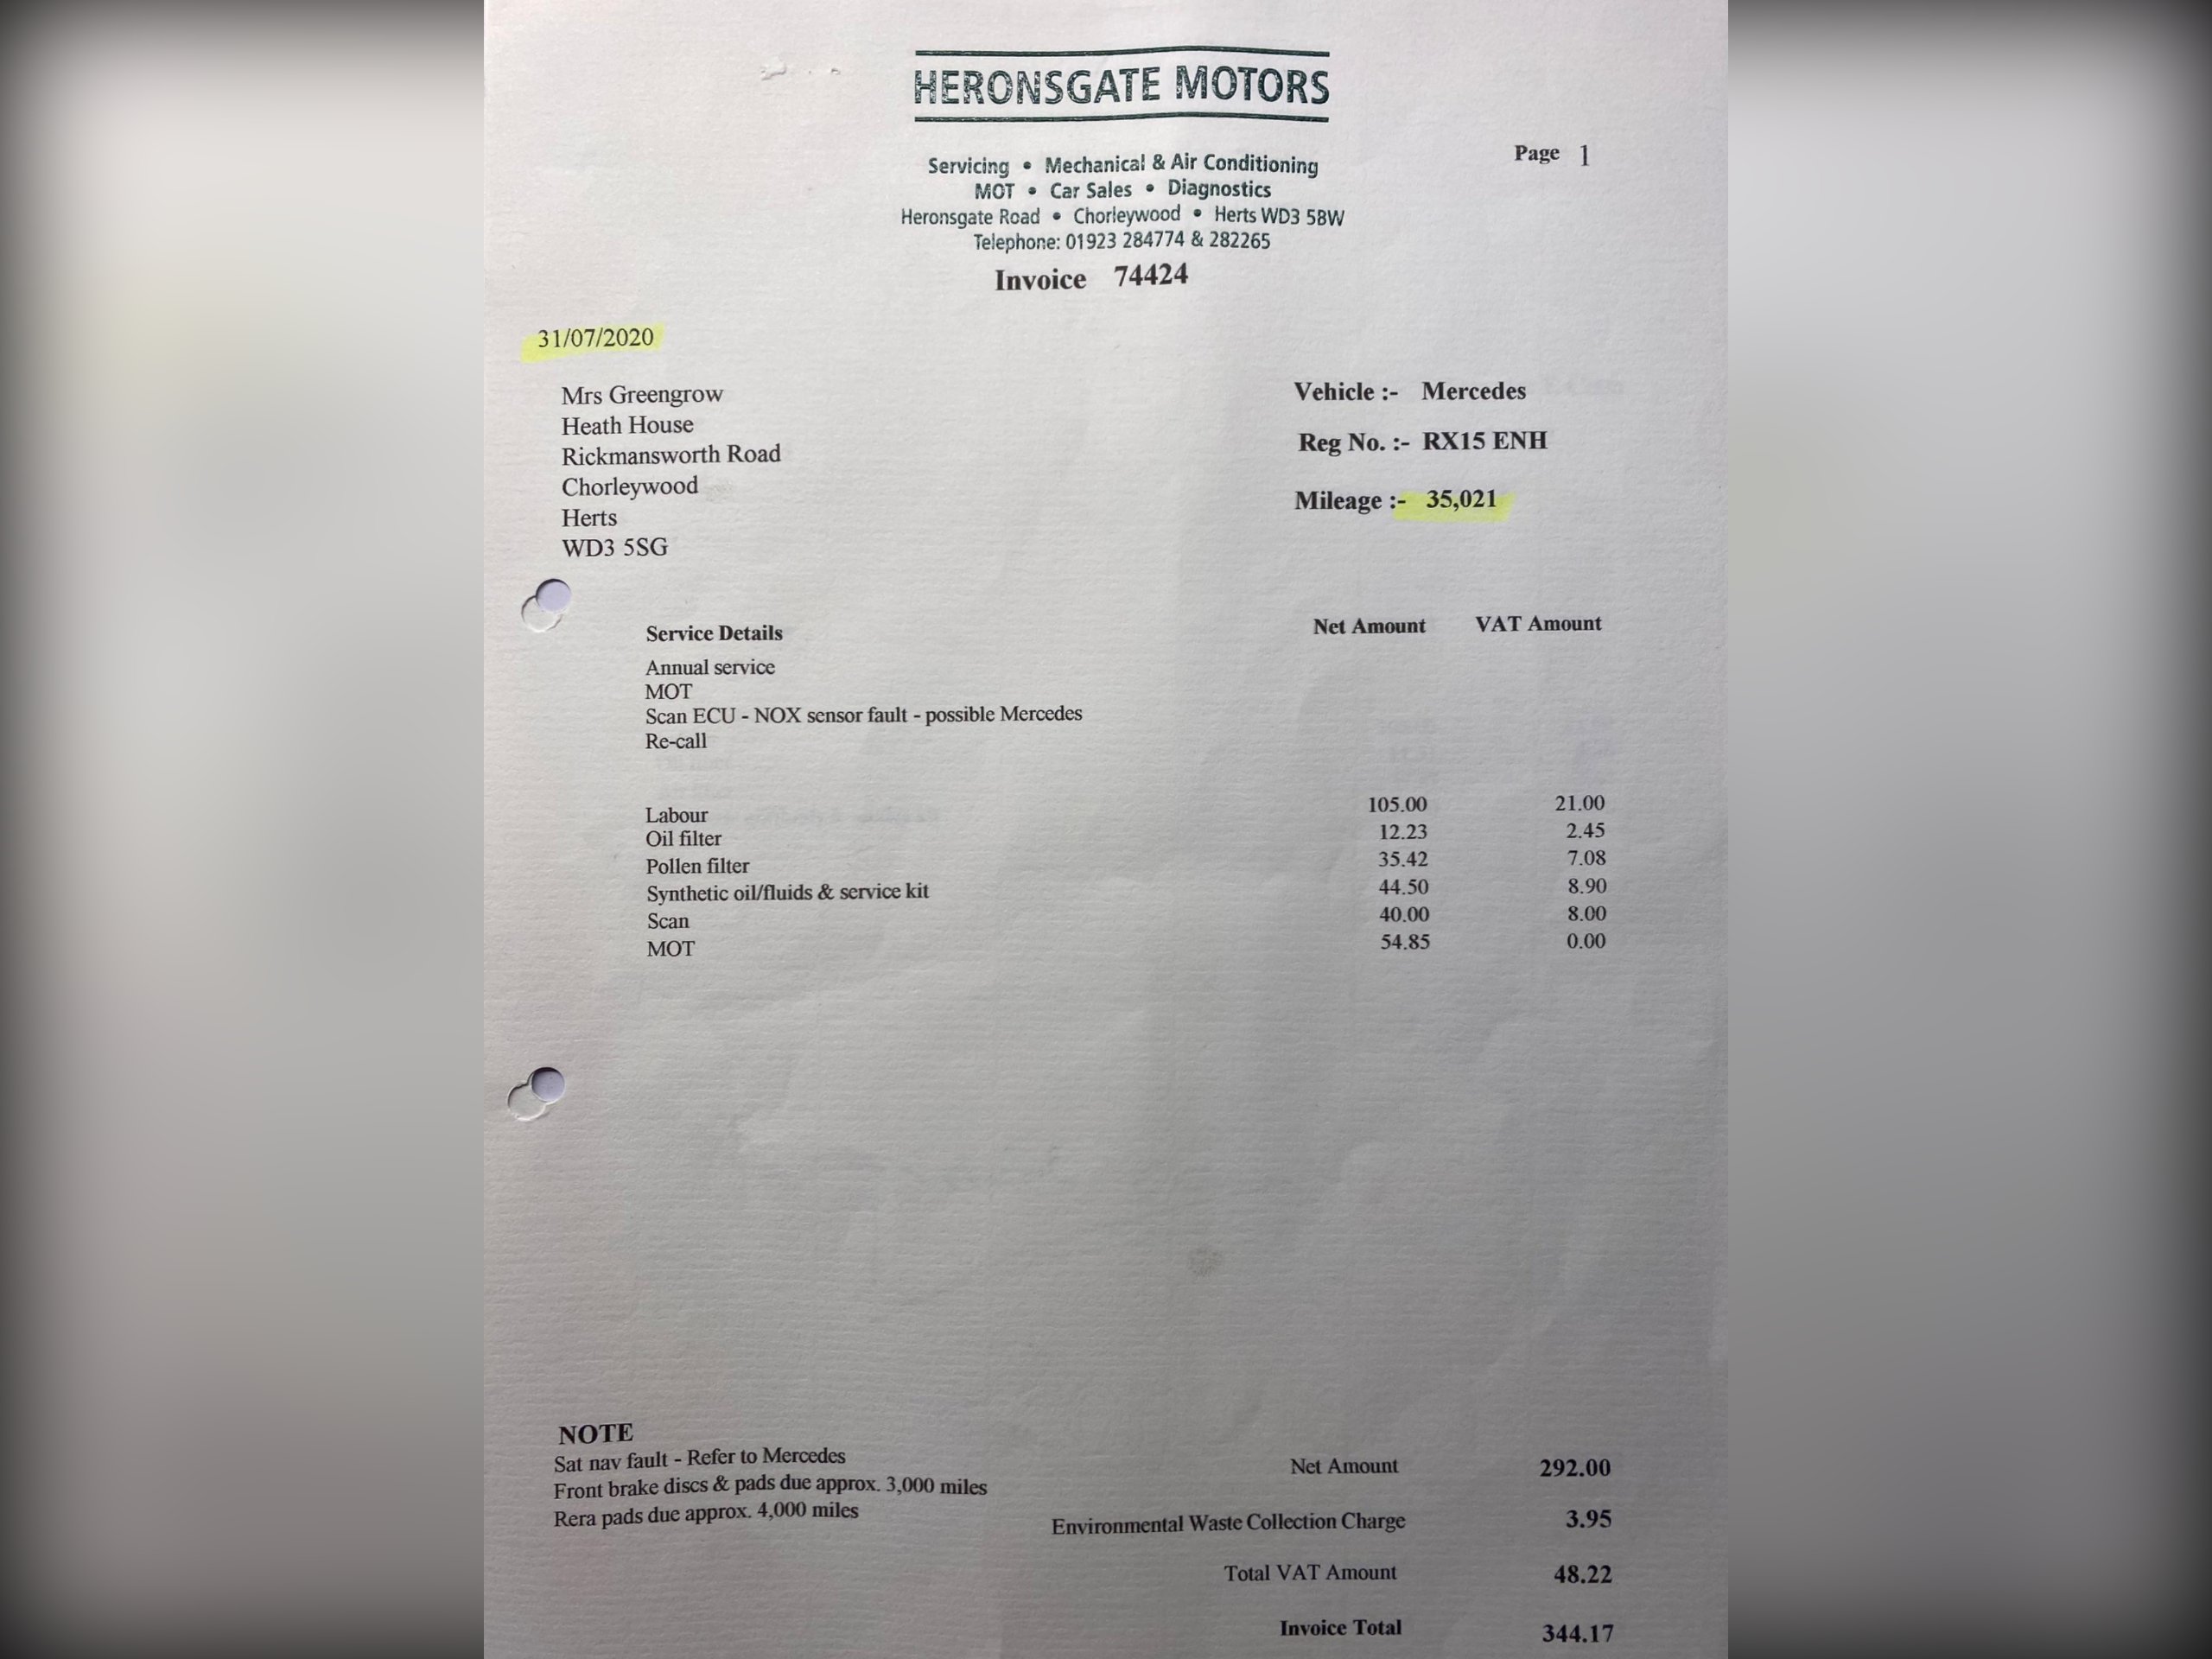 HERONSGATE MOTORS
Servicing • Mechanical & Air Conditioning
MOT • Car Sales • Diagnostics
Heronsgate Road • Chorleywood • Herts WD3 5BW
Telephone: 01923 284774 & 282265
Page 1
Invoice 74424
31/07/2020
Mrs Greengrow
Heath House
Rickmansworth Road
Chorleywood
Herts
WD3 5SG
Vehicle :- Mercedes
Reg No. :- RX15 ENH
Mileage :- 35,021
Service Details Net Amount VAT Amount
Annual service
MOT
Scan ECU - NOX sensor fault - possible Mercedes
Re-call
Labour 105.00 21.00
Oil filter 12.23 2.45
Pollen filter 35.42 7.08
Synthetic oil/fluids & service kit 44.50 8.90
Scan 40.00 8.00
MOT 54.85 0.00
NOTE
Sat nav fault - Refer to Mercedes
Front brake discs & pads due approx. 3,000 miles
Rera pads due approx. 4,000 miles
Net Amount 292.00
Environmental Waste Collection Charge 3.95
Total VAT Amount 48.22
Invoice Total 344.17